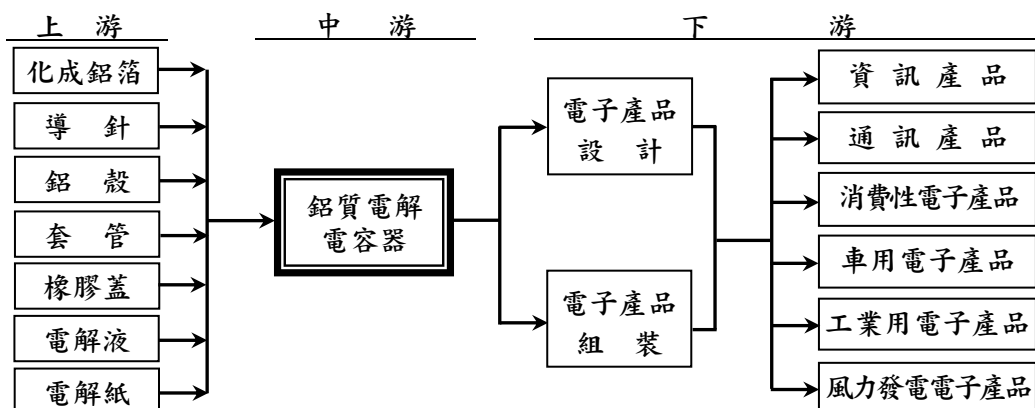 上 游
中 游
下 游
化成鋁箔
導 針
鋁 殼
套 管
橡膠蓋
電解液
電解紙
鋁質電解
電容器
電子產品
設 計
電子產品
組 裝
資 訊 產 品
通 訊 產 品
消費性電子產品
車用電子產品
工業用電子產品
風力發電電子產品